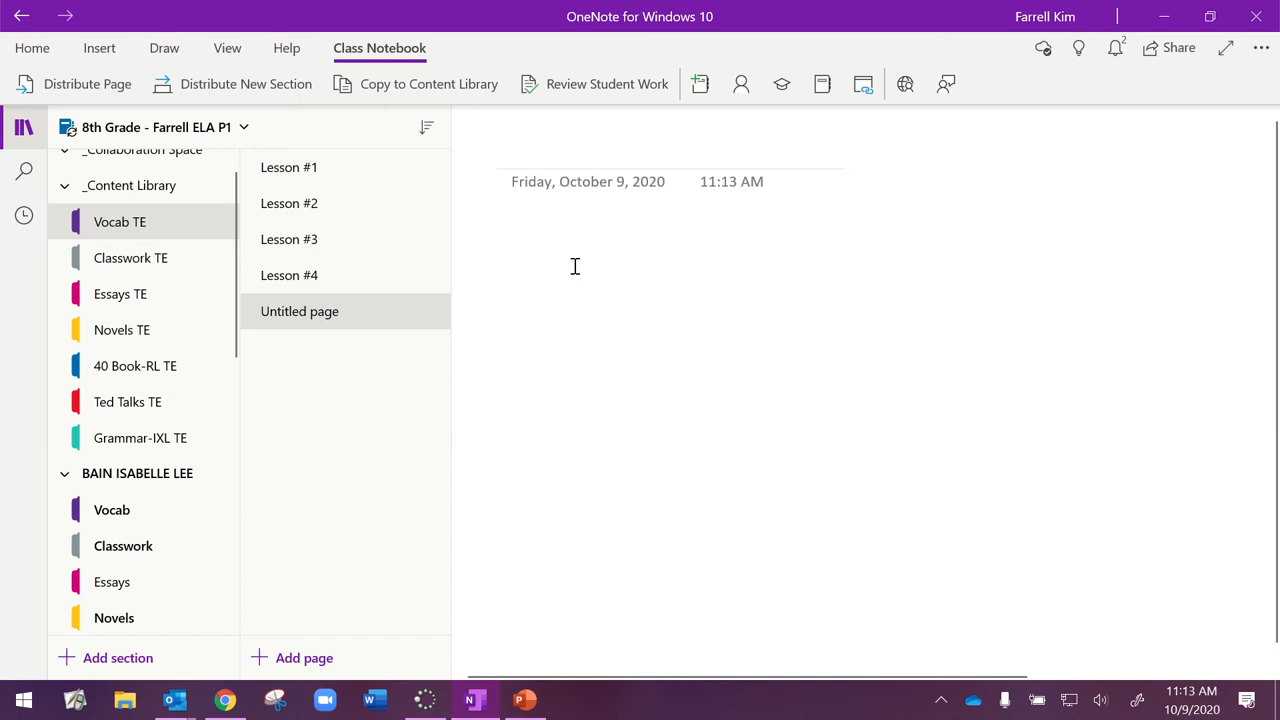 OneNote for Windows 10
Farrell Kim
Home Insert Draw View Help Class Notebook
2
Share
Distribute Page Distribute New Section Copy to Content Library Review Student Work
8th Grade - Farrell ELA P1
_Collaboration Space
_Content Library
Vocab TE
Classwork TE
Essays TE
Novels TE
40 Book-RL TE
Ted Talks TE
Grammar-IXL TE
BAIN ISABELLE LEE
Vocab
Classwork
Essays
Novels
Add section
Lesson #1
Lesson #2
Lesson #3
Lesson #4
Untitled page
Add page
Friday, October 9, 2020 11:13 AM
11:13 AM
10/9/2020